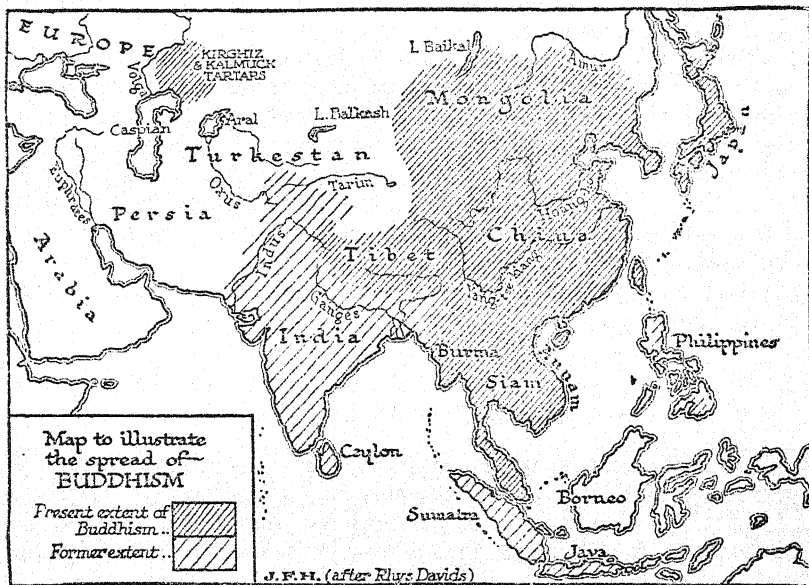 EUROPE
KIRGHIZ
& KALMUCK
TARTARS
Volga
L. Baikal
Amur
Mongolia
Japan
Caspian
Aral
L. Balkash
Turkestan
Oxus
Tarim
Euphrates
Persia
Arabia
Indus
Tibet
China
Hoang-ho
Yang-tse Kiang
Ganges
India
Burma
Siam
Annam
Philippines
Ceylon
Borneo
Sumatra
Java
Map to illustrate
the spread of~
BUDDHISM
Present extent of
Buddhism..
Former extent..
J.F.H. (after Rhys Davids)